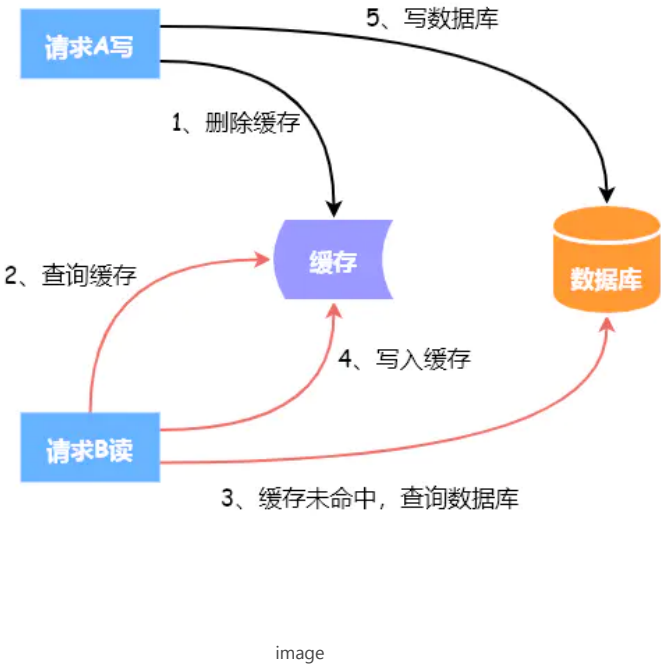 5、写数据库
请求A写
1、删除缓存
缓存
数据库
2、查询缓存
4、写入缓存
请求B读
3、缓存未命中，查询数据库
image